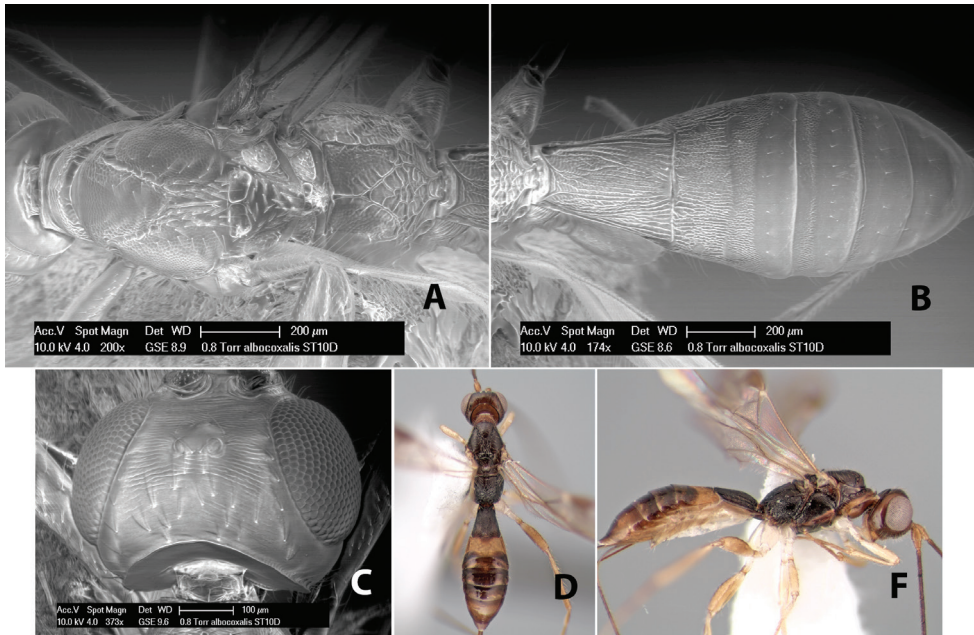 A
Acc.V Spot Magn Det WD 200 µm
10.0 kV 4.0 200x GSE 8.9 0.8 Torr albocoxalis ST10D
B
Acc.V Spot Magn Det WD 200 µm
10.0 kV 4.0 174x GSE 8.6 0.8 Torr albocoxalis ST10D
C
Acc.V Spot Magn Det WD 100 µm
10.0 kV 4.0 373x GSE 9.6 0.8 Torr albocoxalis ST10D
D
F